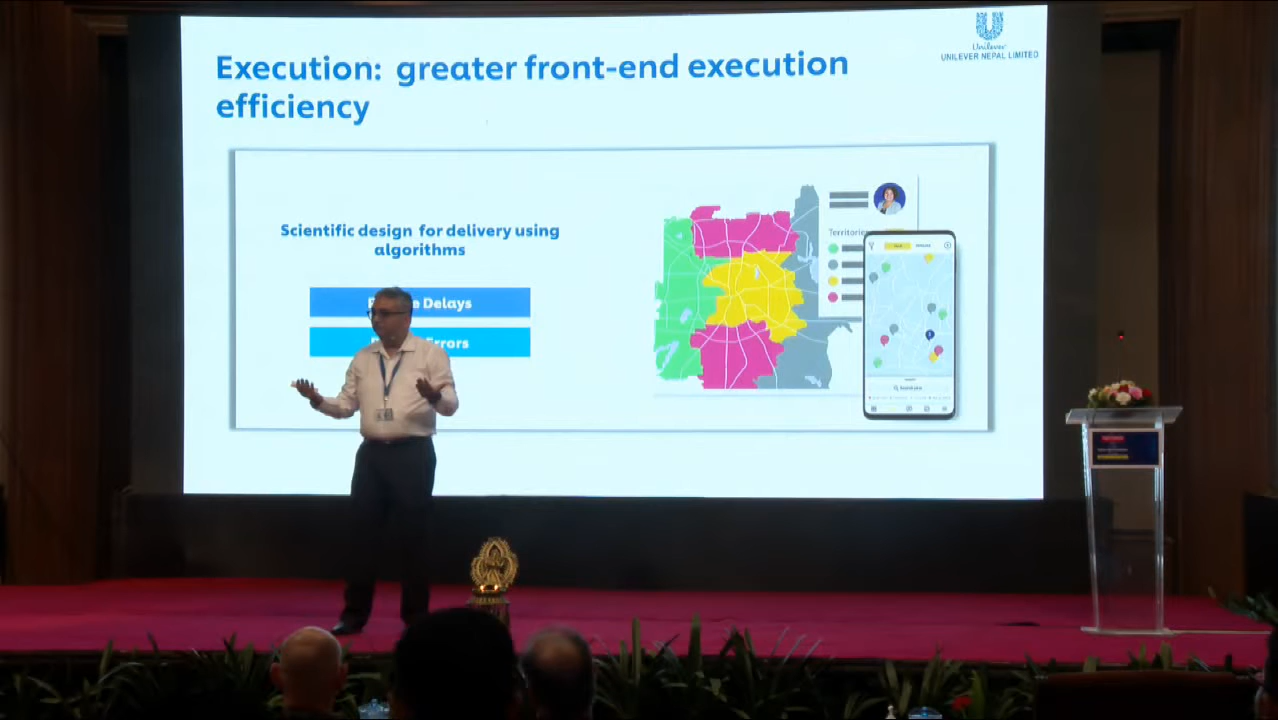 Unilever
UNILEVER NEPAL LIMITED
Execution: greater front-end execution
efficiency
Scientific design for delivery using
algorithms
Delays
Errors
Territories